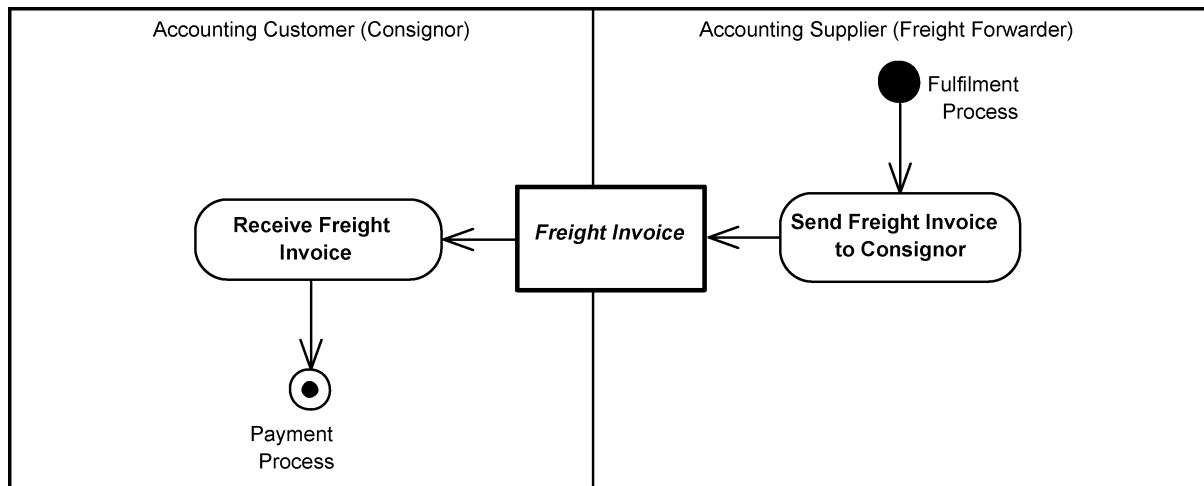 Accounting Customer (Consignor)
Accounting Supplier (Freight Forwarder)
Fulfilment
Process
Send Freight Invoice
to Consignor
Freight Invoice
Receive Freight
Invoice
Payment
Process